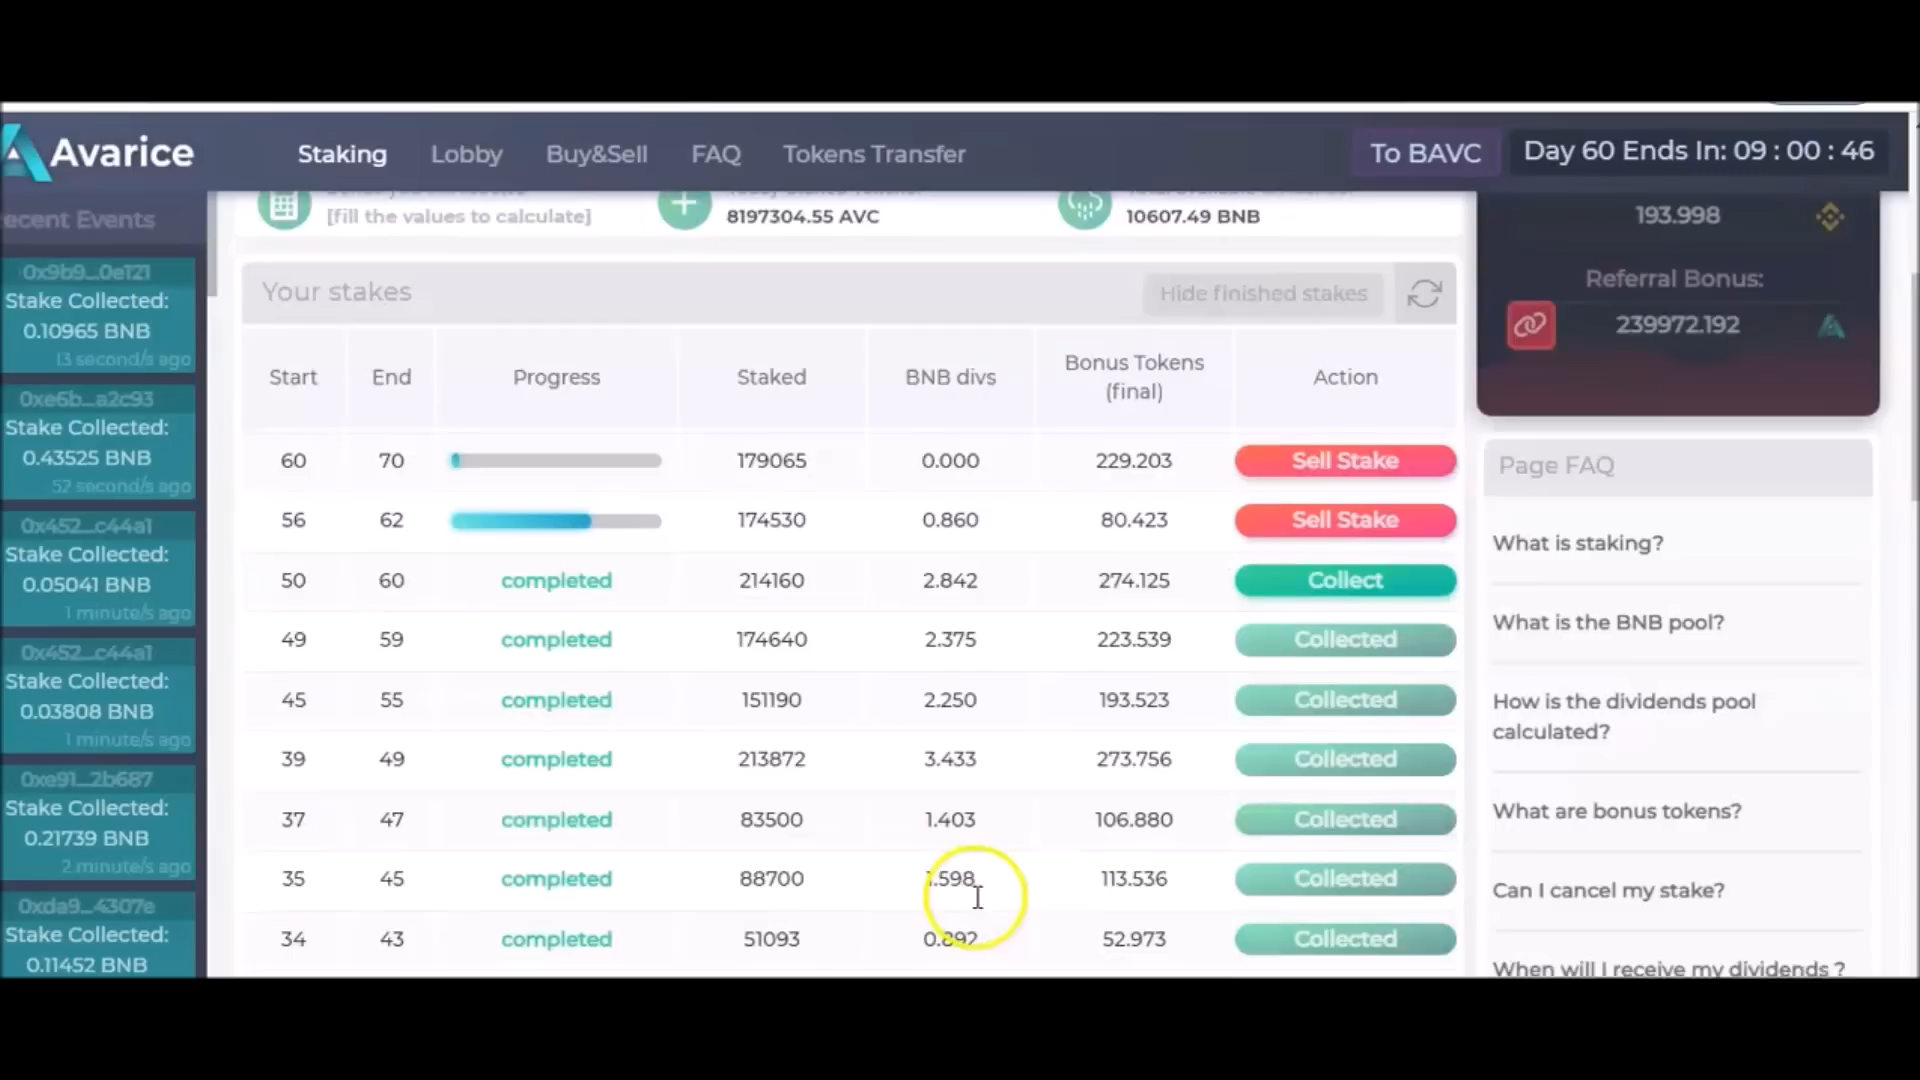 Avarice
Staking
Lobby
Buy&Sell
FAQ
Tokens Transfer
To BAVC
Day 60 Ends In: 09 : 00 : 46
ecent Events
0x9b9...0e121
Stake Collected:
0.10965 BNB
13 second/s ago
0xe6b...a2c93
Stake Collected:
0.43525 BNB
52 second/s ago
0x452...c44a1
Stake Collected:
0.05041 BNB
1 minute/s ago
0x452...c44a1
Stake Collected:
0.03808 BNB
1 minute/s ago
0xe91...2b687
Stake Collected:
0.21739 BNB
2 minute/s ago
0xda9...4307e
Stake Collected:
0.11452 BNB
[fill the values to calculate]
8197304.55 AVC
10607.49 BNB
Your stakes
Hide finished stakes
Start End Progress Staked BNB divs Bonus Tokens (final) Action
60 70 179065 0.000 229.203 Sell Stake
56 62 174530 0.860 80.423 Sell Stake
50 60 completed 214160 2.842 274.125 Collect
49 59 completed 174640 2.375 223.539 Collected
45 55 completed 151190 2.250 193.523 Collected
39 49 completed 213872 3.433 273.756 Collected
37 47 completed 83500 1.403 106.880 Collected
35 45 completed 88700 1.598 113.536 Collected
34 43 completed 51093 0.892 52.973 Collected
193.998
Referral Bonus:
239972.192
Page FAQ
What is staking?
What is the BNB pool?
How is the dividends pool
calculated?
What are bonus tokens?
Can I cancel my stake?
When will I receive my dividends ?